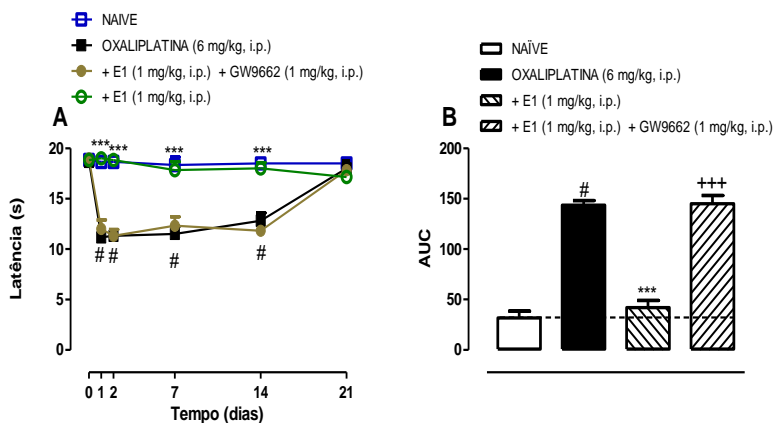 NAIVE
OXALIPLATINA (6 mg/kg, i.p.)
+ E1 (1 mg/kg, i.p.) + GW9662 (1 mg/kg, i.p.)
+ E1 (1 mg/kg, i.p.)
A
20
15
10
5
0
Latência (s)
***
***
***
***
#
#
#
#
0 1 2 7 14 21
Tempo (dias)
NAÏVE
OXALIPLATINA (6 mg/kg, i.p.)
+ E1 (1 mg/kg, i.p.)
+ E1 (1 mg/kg, i.p.) + GW9662 (1 mg/kg, i.p.)
B
200
150
100
50
0
AUC
#
***
+++